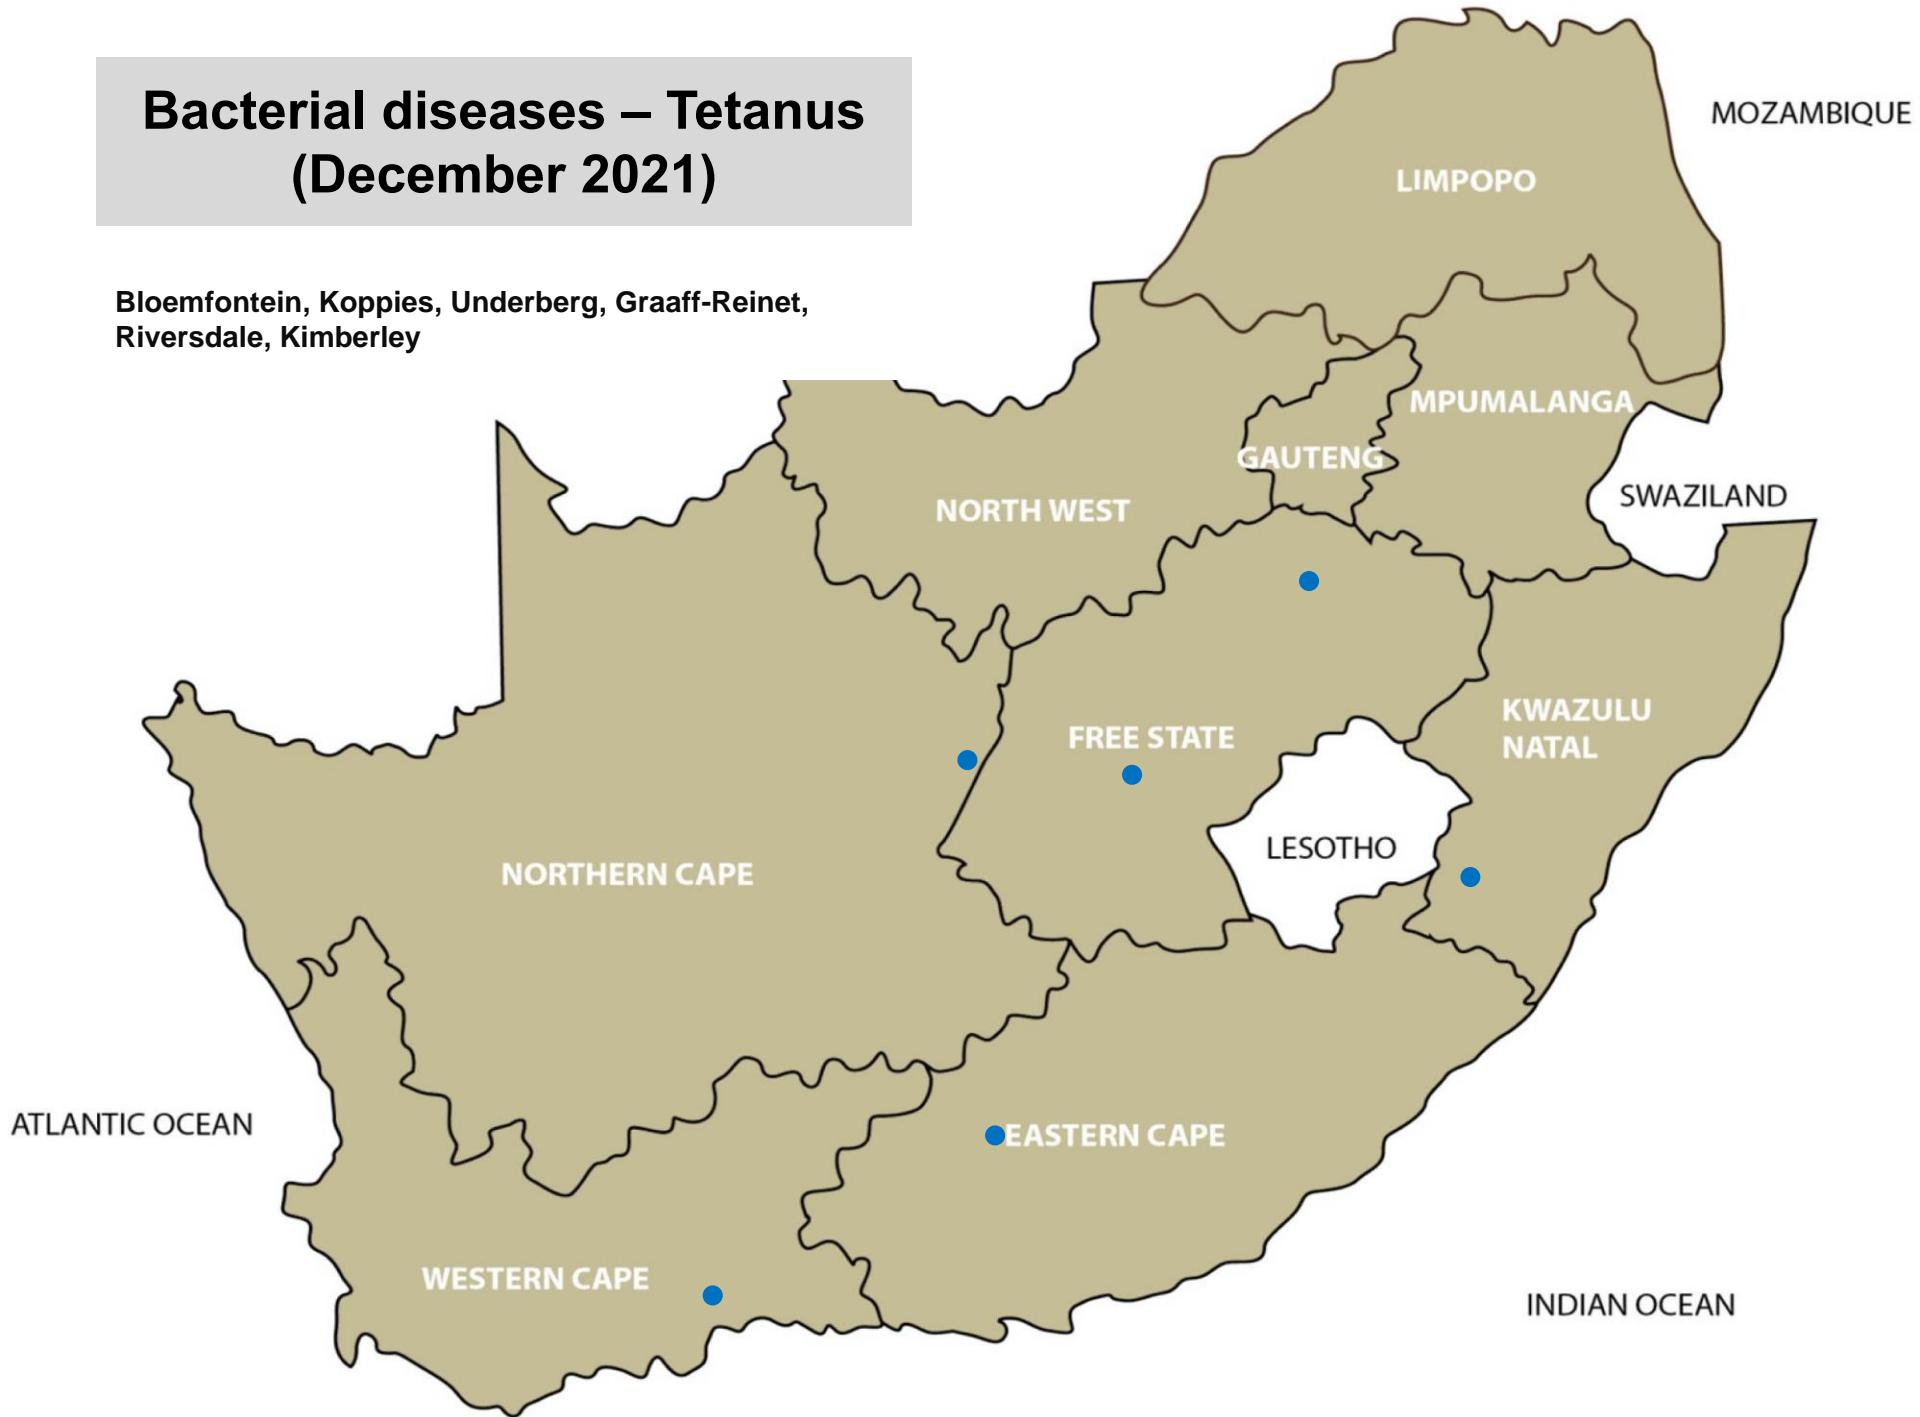 Bacterial diseases – Tetanus
(December 2021)
Bloemfontein, Koppies, Underberg, Graaff-Reinet,
Riversdale, Kimberley
MOZAMBIQUE
LIMPOPO
MPUMALANGA
GAUTENG
SWAZILAND
NORTH WEST
KWAZULU
NATAL
FREE STATE
LESOTHO
NORTHERN CAPE
ATLANTIC OCEAN
EASTERN CAPE
WESTERN CAPE
INDIAN OCEAN